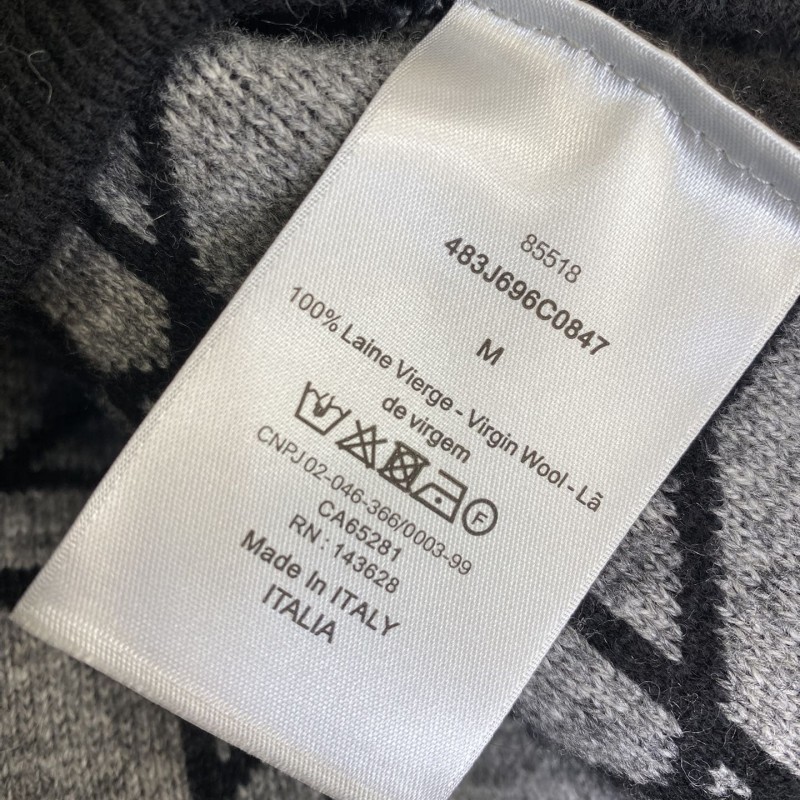 85518
483J696C0847
M
100% Laine Vierge - Virgin Wool - Lã
de virgem
F
CNPJ 02-046-366/0003-99
CA65281
RN : 143628
Made In ITALY
ITALIA